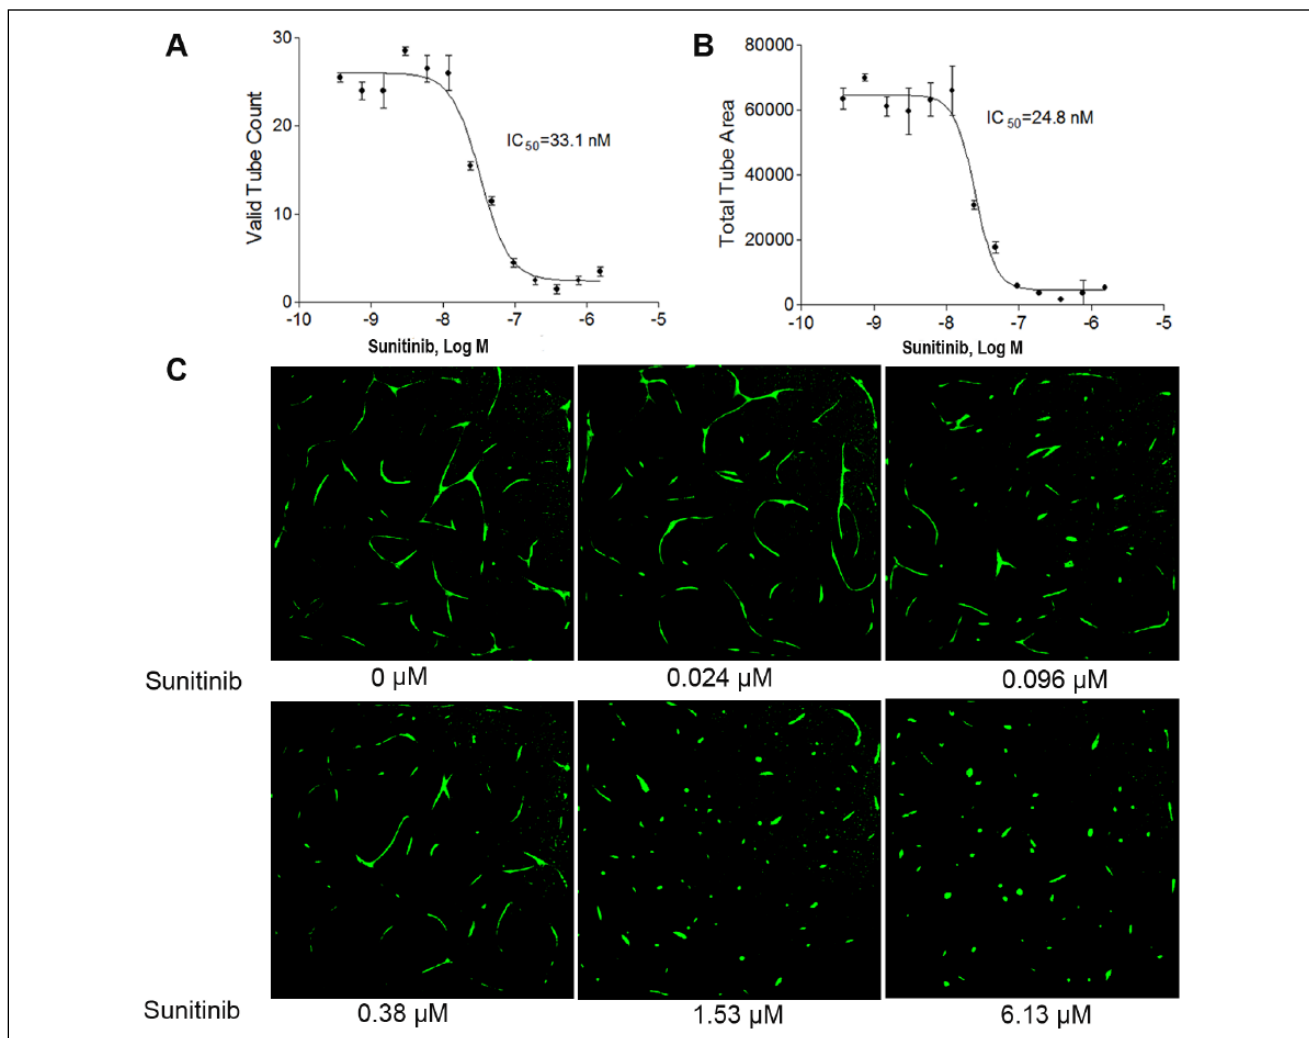 A
30
20
10
0
Valid Tube Count
IC50=33.1 nM
-10 -9 -8 -7 -6 -5
Sunitinib, Log M
B
80000
60000
40000
20000
0
Total Tube Area
IC50=24.8 nM
-10 -9 -8 -7 -6 -5
Sunitinib, Log M
C
Sunitinib 0 µM 0.024 µM 0.096 µM
Sunitinib 0.38 µM 1.53 µM 6.13 µM